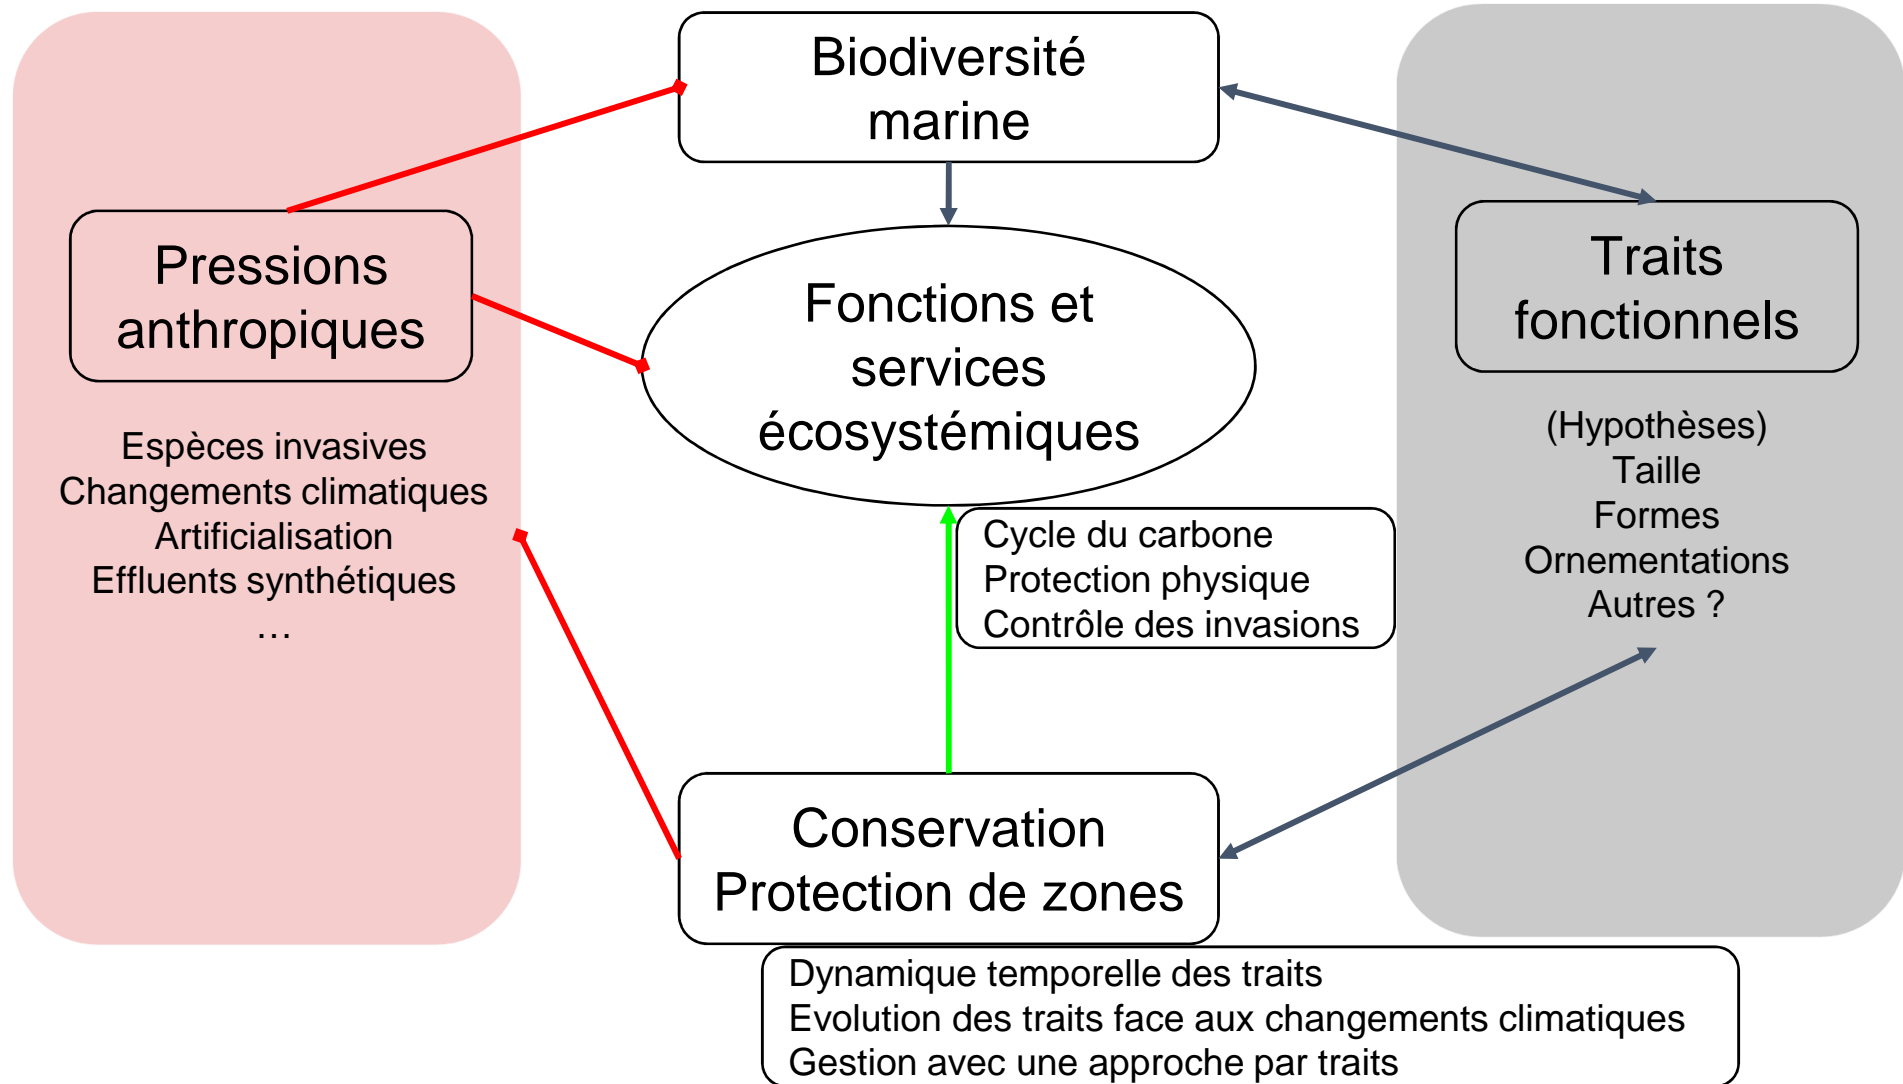 Biodiversité
marine
Pressions
anthropiques
Espèces invasives
Changements climatiques
Artificialisation
Effluents synthétiques
…
Fonctions et
services
écosystémiques
Cycle du carbone
Protection physique
Contrôle des invasions
Traits
fonctionnels
(Hypothèses)
Taille
Formes
Ornementations
Autres ?
Conservation
Protection de zones
Dynamique temporelle des traits
Evolution des traits face aux changements climatiques
Gestion avec une approche par traits